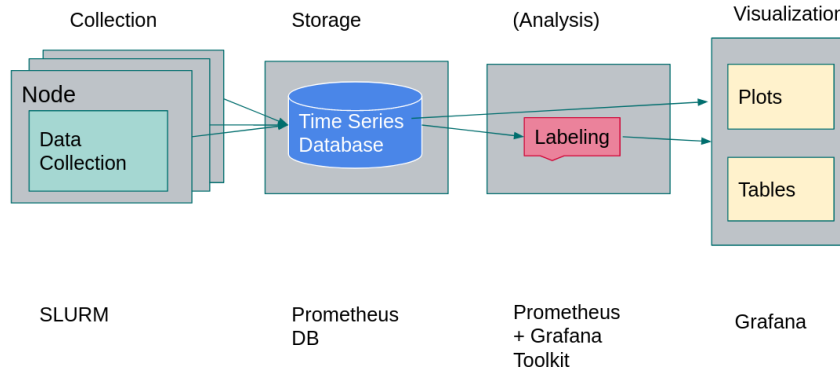 Collection
Storage
(Analysis)
Visualization
Node
Data
Collection
Time Series
Database
Labeling
Plots
Tables
SLURM
Prometheus
DB
Prometheus
+ Grafana
Toolkit
Grafana